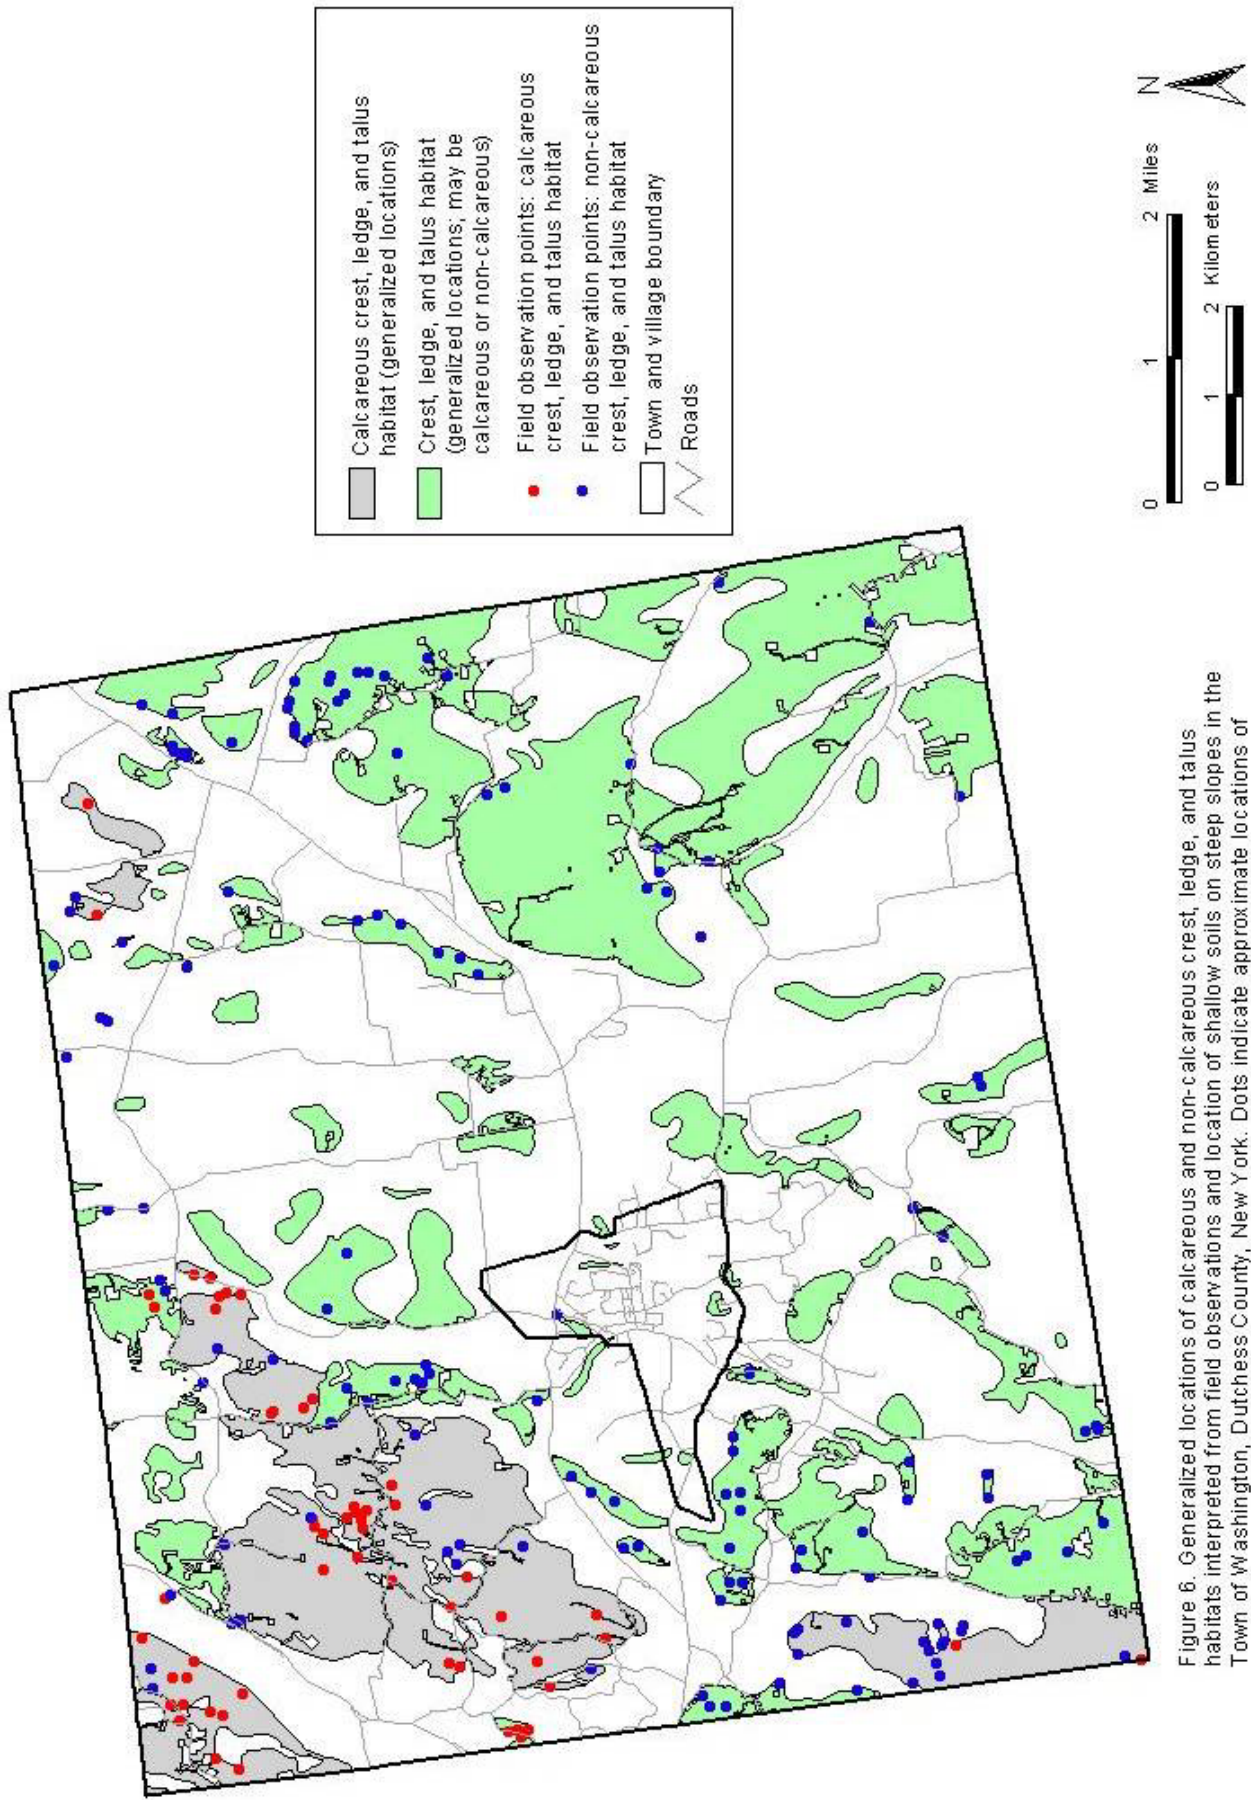 Calcareous crest, ledge, and talus
habitat (generalized locations)
Crest, ledge, and talus habitat
(generalized locations; may be
calcareous or non-calcareous)
Field observation points: calcareous
crest, ledge, and talus habitat
Field observation points: non-calcareous
crest, ledge, and talus habitat
Town and village boundary
Roads
N
0 1 2 Miles
0 1 2 Kilometers
Figure 6. Generalized locations of calcareous and non-calcareous crest, ledge, and talus
habitats interpreted from field observations and location of shallow soils on steep slopes in the
Town of Washington, Dutchess County, New York. Dots indicate approximate locations of